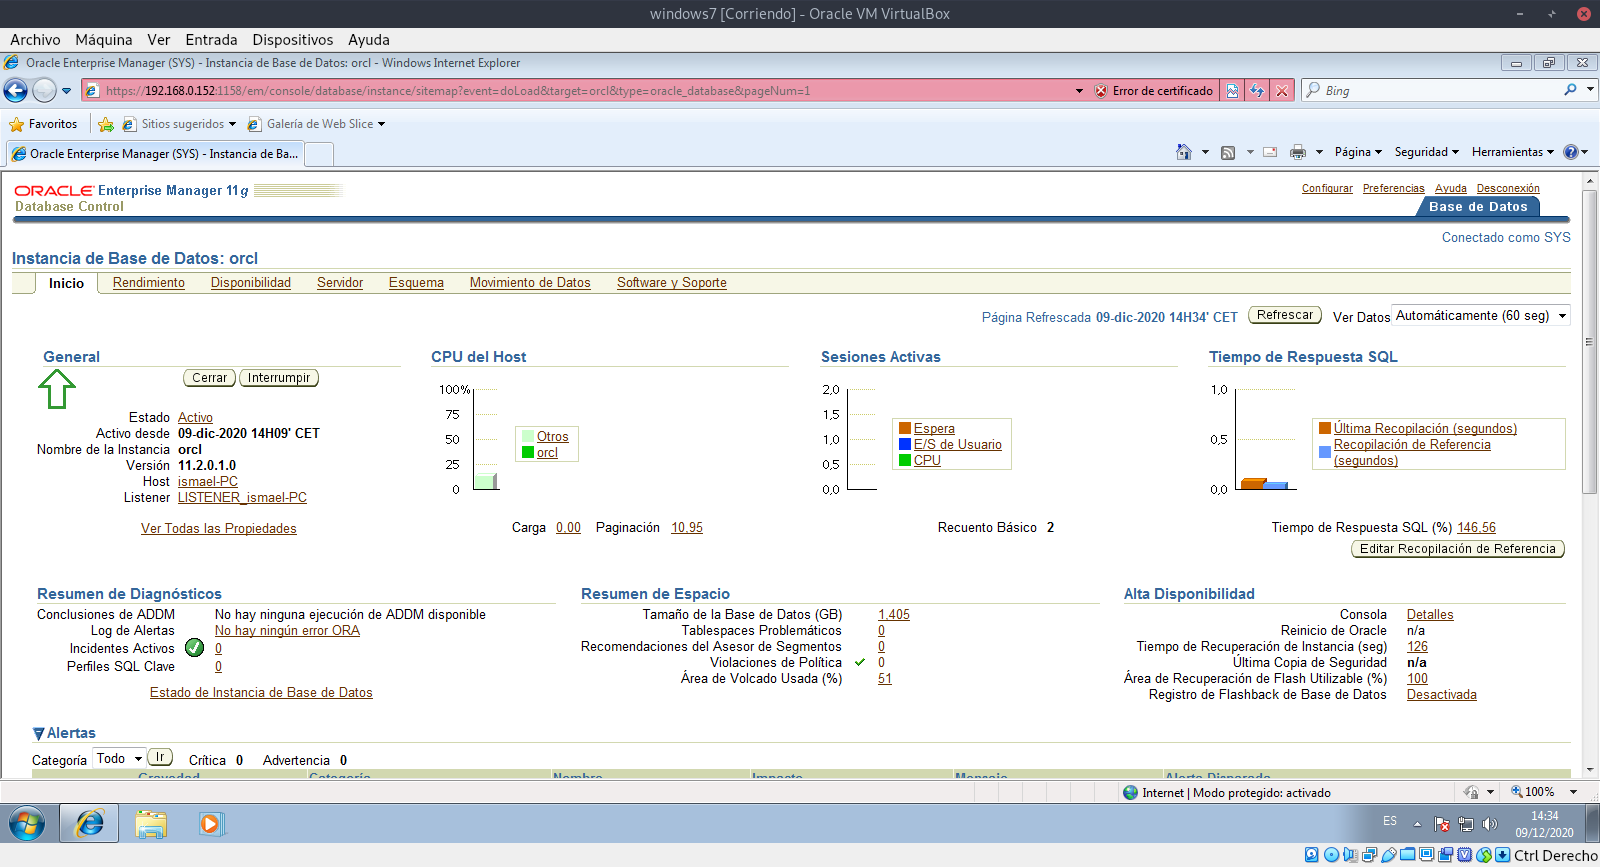 windows7 [Corriendo] - Oracle VM VirtualBox
Archivo Máquina Ver Entrada Dispositivos Ayuda
Oracle Enterprise Manager (SYS) - Instancia de Base de Datos: orcl - Windows Internet Explorer
https://192.168.0.152:1158/em/console/database/instance/sitemap?event=doLoad&target=orcl&type=oracle_database&pageNum=1 Error de certificado Bing
Favoritos Sitios sugeridos Galería de Web Slice
Oracle Enterprise Manager (SYS) - Instancia de Ba... Página Seguridad Herramientas
ORACLE Enterprise Manager 11g
Database Control
Configurar Preferencias Ayuda Desconexión
Base de Datos
Conectado como SYS
Instancia de Base de Datos: orcl
Inicio Rendimiento Disponibilidad Servidor Esquema Movimiento de Datos Software y Soporte
Página Refrescada 09-dic-2020 14H34' CET Refrescar Ver Datos Automáticamente (60 seg)
General
Cerrar Interrumpir
Estado Activo
Activo desde 09-dic-2020 14H09' CET
Nombre de la Instancia orcl
Versión 11.2.0.1.0
Host ismael-PC
Listener LISTENER_ismael-PC
Ver Todas las Propiedades
CPU del Host
100%
75
50
25
0
Otros
orcl
Carga 0,00 Paginación 10,95
Sesiones Activas
2,0
1,5
1,0
0,5
0,0
Espera
E/S de Usuario
CPU
Recuento Básico 2
Tiempo de Respuesta SQL
1,0
0,5
0,0
Última Recopilación (segundos)
Recopilación de Referencia
(segundos)
Tiempo de Respuesta SQL (%) 146,56
Editar Recopilación de Referencia
Resumen de Diagnósticos
Conclusiones de ADDM No hay ninguna ejecución de ADDM disponible
Log de Alertas No hay ningún error ORA
Incidentes Activos 0
Perfiles SQL Clave 0
Estado de Instancia de Base de Datos
Resumen de Espacio
Tamaño de la Base de Datos (GB) 1,405
Tablespaces Problemáticos 0
Recomendaciones del Asesor de Segmentos 0
Violaciones de Política 0
Área de Volcado Usada (%) 51
Alta Disponibilidad
Consola Detalles
Reinicio de Oracle n/a
Tiempo de Recuperación de Instancia (seg) 126
Última Copia de Seguridad n/a
Área de Recuperación de Flash Utilizable (%) 100
Registro de Flashback de Base de Datos Desactivada
Alertas
Categoría Todo Ir Crítica 0 Advertencia 0
Gravedad Categoría Nombre Impacto Mensaje Alerta Disparada
Internet | Modo protegido: activado 100%
ES 14:34
09/12/2020
Ctrl Derecho